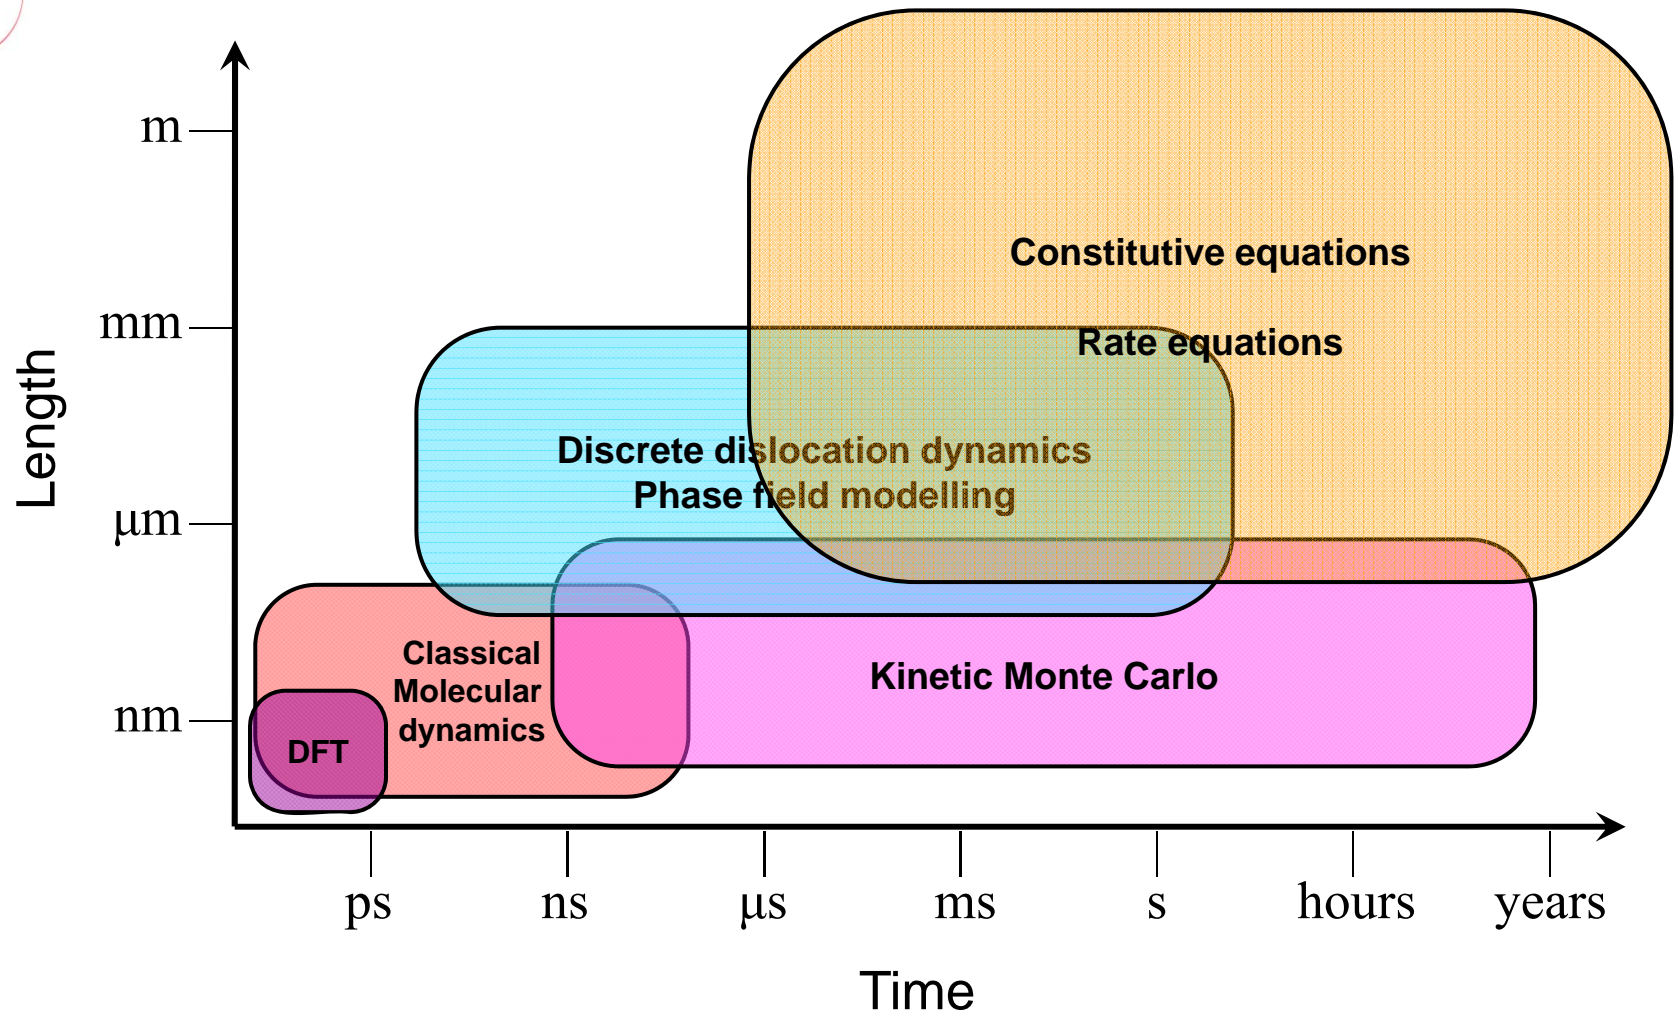 Length
m
mm
μm
nm
Constitutive equations
Rate equations
Discrete dislocation dynamics
Phase field modelling
Classical
Molecular
dynamics
Kinetic Monte Carlo
DFT
ps
ns
μs
ms
s
hours
years
Time